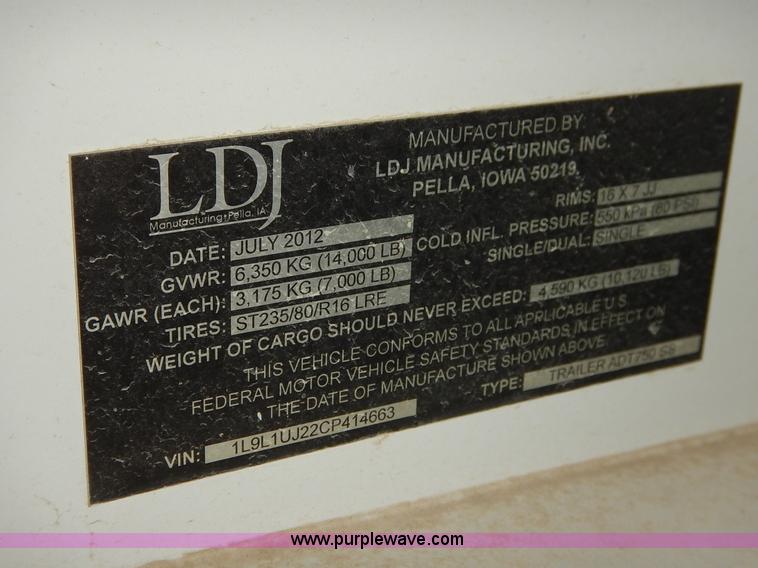 LDJ
Manufacturing•Pella, IA
MANUFACTURED BY
LDJ MANUFACTURING, INC.
PELLA, IOWA 50219
DATE: JULY 2012
GVWR: 6,350 KG (14,000 LB)
GAWR (EACH): 3,175 KG (7,000 LB)
TIRES: ST235/80/R16 LRE
RIMS: 16 X 7 JJ
COLD INFL. PRESSURE: 550 kPa (80 PSI)
SINGLE/DUAL: SINGLE
WEIGHT OF CARGO SHOULD NEVER EXCEED: 4,590 KG (10,120 LB)
THIS VEHICLE CONFORMS TO ALL APPLICABLE U.S.
FEDERAL MOTOR VEHICLE SAFETY STANDARDS IN EFFECT ON
THE DATE OF MANUFACTURE SHOWN ABOVE.
VIN: 1L9L1UJ22CP414663
TYPE: TRAILER ADT750 SS
www.purplewave.com